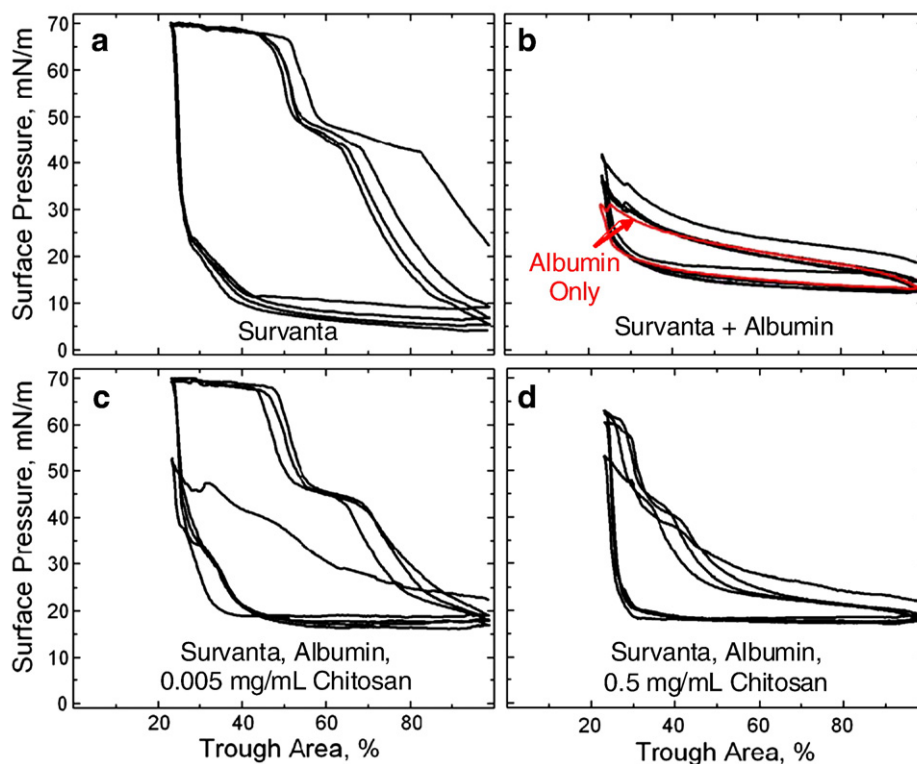 a
b
Surface Pressure, mN/m
70
60
50
40
30
20
10
0
Survanta
Albumin
Only
Survanta + Albumin
c
d
Surface Pressure, mN/m
70
60
50
40
30
20
10
0
Survanta, Albumin,
0.005 mg/mL Chitosan
Survanta, Albumin,
0.5 mg/mL Chitosan
20 40 60 80
20 40 60 80
Trough Area, %
Trough Area, %